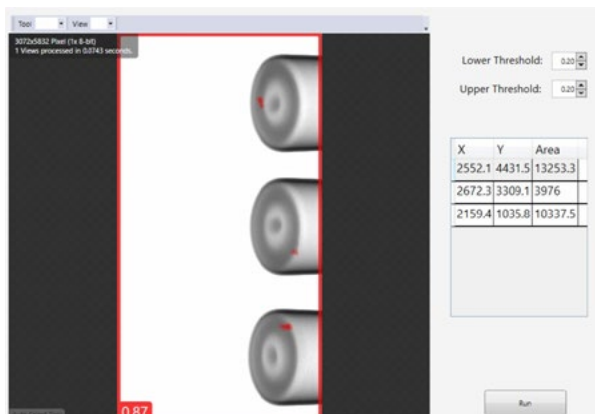 Tool View
3072x5832 Pixel (1x 8-bit)
1 Views processed in 0.0743 seconds.
Lower Threshold: 0.20
Upper Threshold: 0.20
X Y Area
2552.1 4431.5 13253.3
2672.3 3309.1 3976
2159.4 1035.8 10337.5
0.87
Run